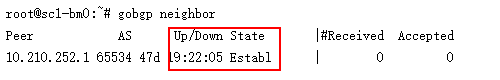 root@scl-bm0:~# gobgp neighbor
Peer AS Up/Down State |#Received Accepted
10.210.252.1 65534 47d 19:22:05 Establ | 0 0